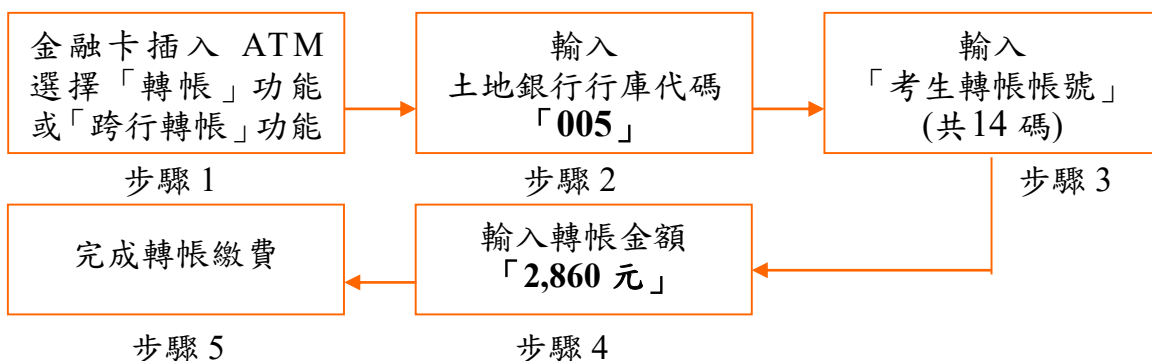 金融卡插入 ATM
選擇「轉帳」功能
或「跨行轉帳」功能
步驟 1
輸入
土地銀行行庫代碼
「005」
步驟 2
輸入
「考生轉帳帳號」
(共14 碼)
步驟 3
輸入轉帳金額
「2,860 元」
步驟 4
完成轉帳繳費
步驟 5